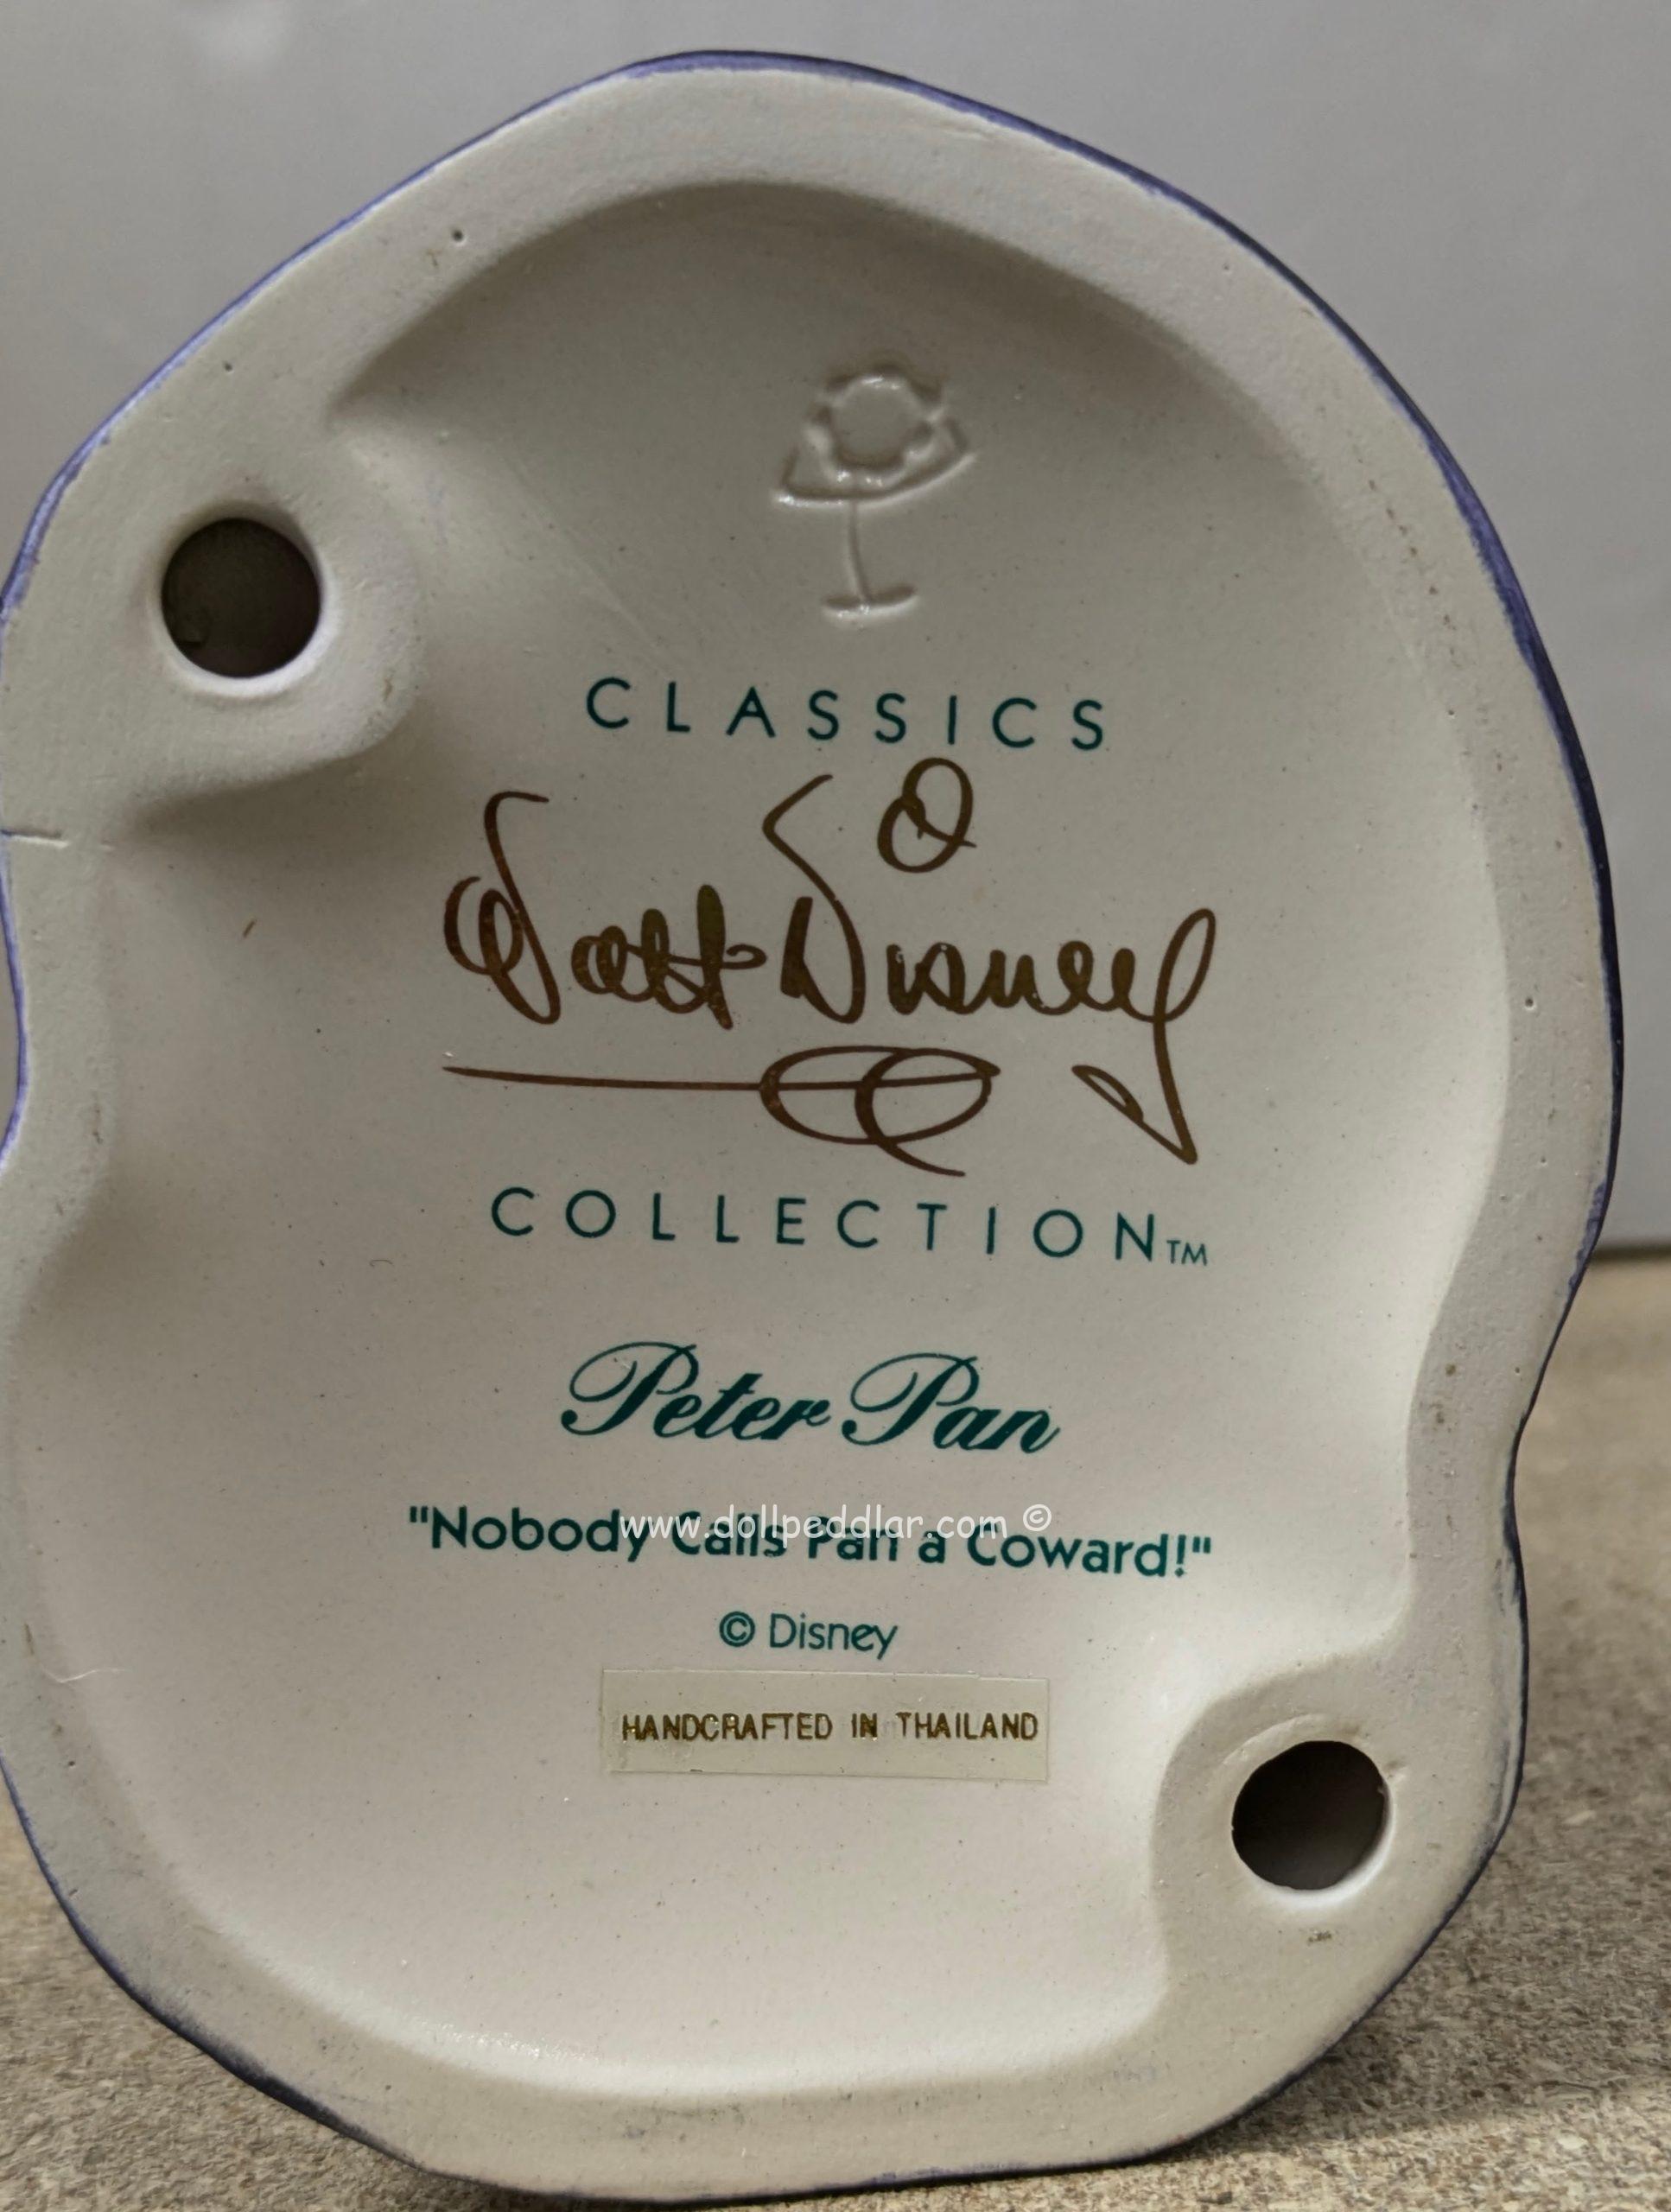 CLASSICS
Walt Disney
COLLECTION™
Peter Pan
"Nobody Calls Pan a Coward!"
www.dollpeddlar.com ©
© Disney
HANDCRAFTED IN THAILAND